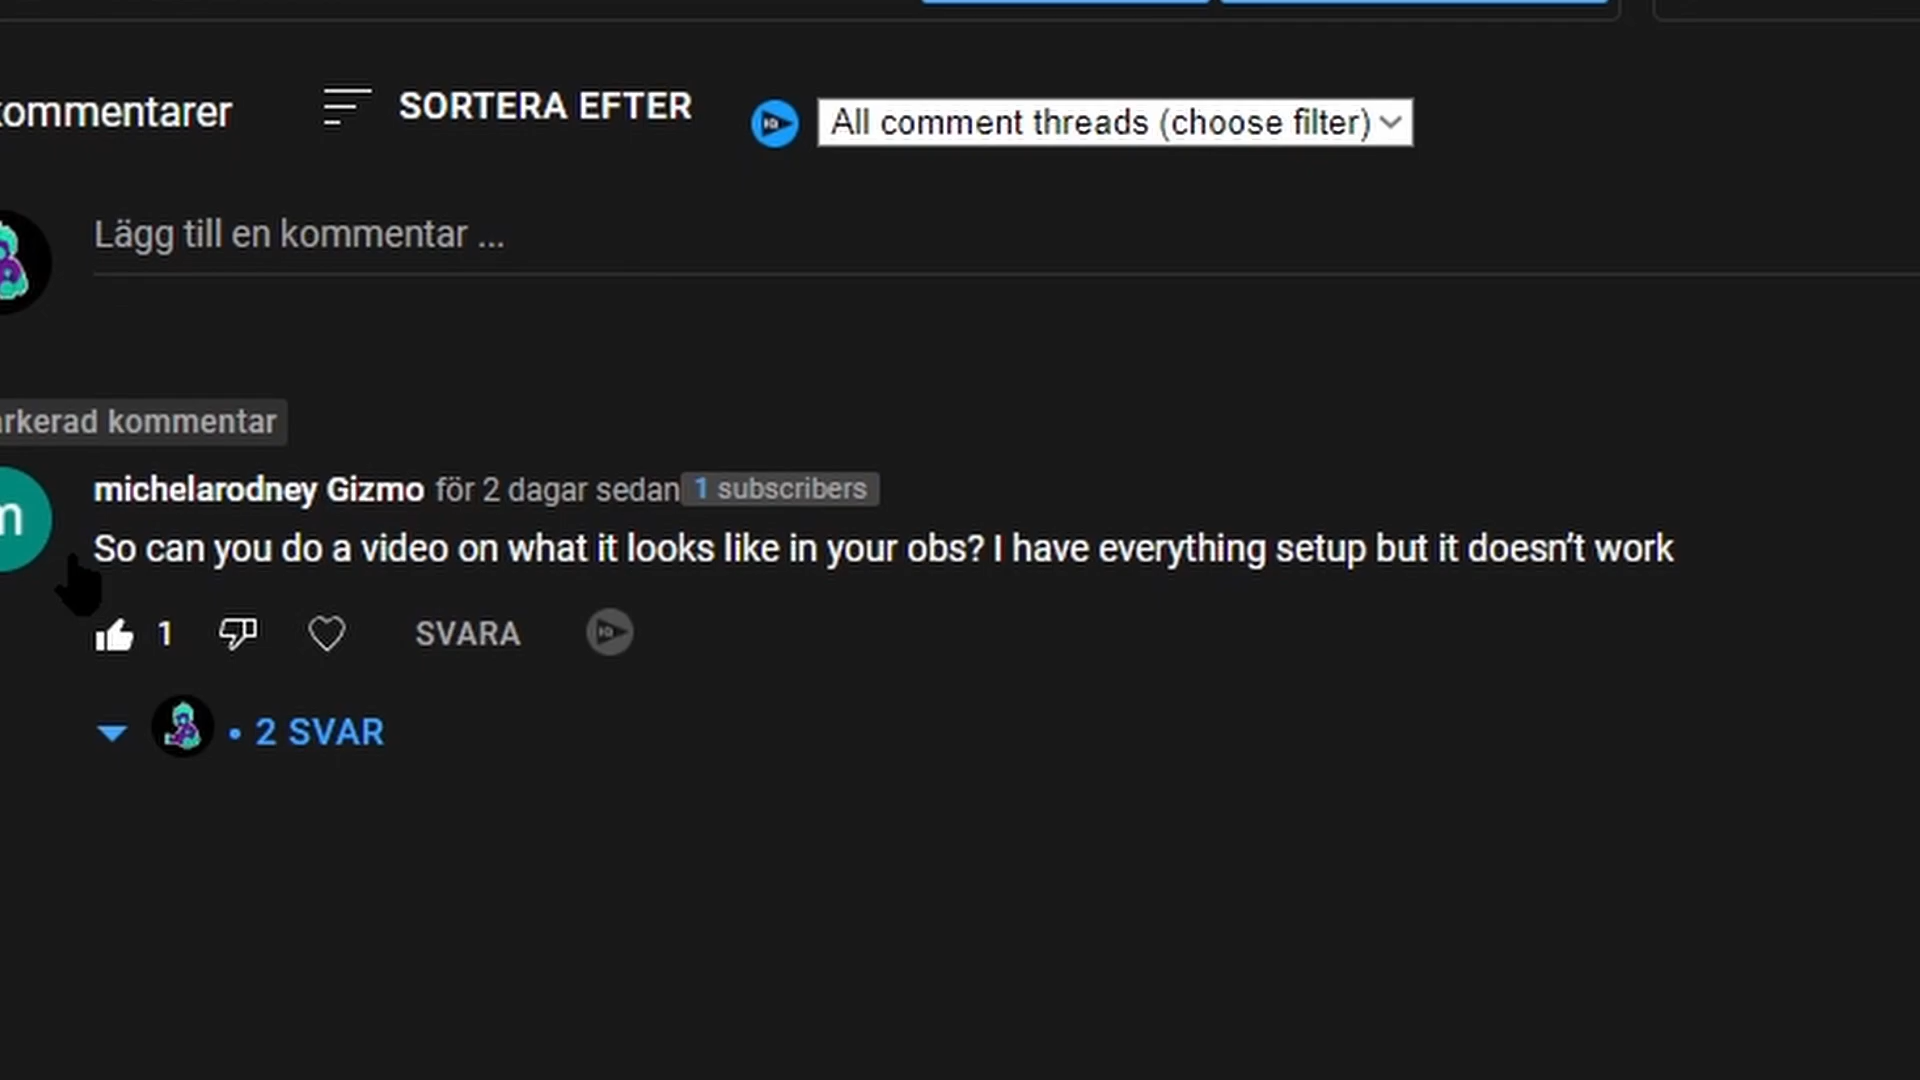 kommentarer
SORTERA EFTER
All comment threads (choose filter)
Lägg till en kommentar ...
arkerad kommentar
michelarodney Gizmo för 2 dagar sedan 1 subscribers
So can you do a video on what it looks like in your obs? I have everything setup but it doesn't work
1
SVARA
• 2 SVAR